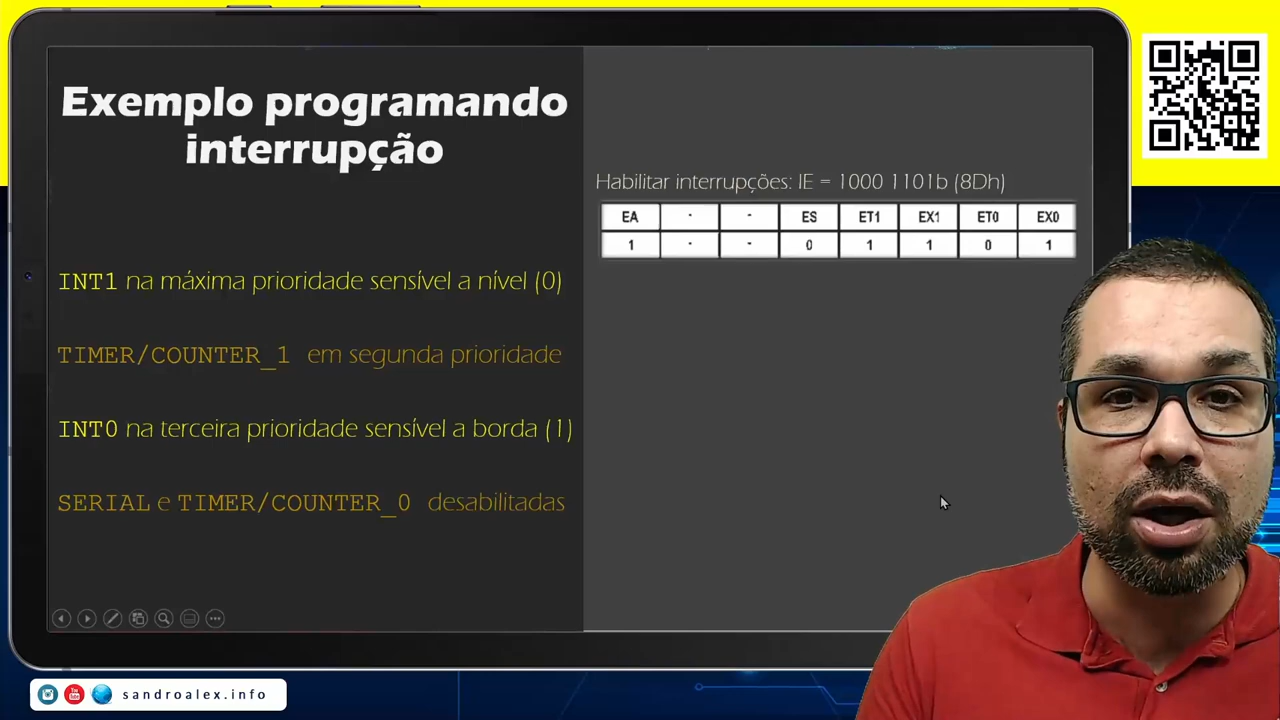 Exemplo programando
interrupção
INT1 na máxima prioridade sensível a nível (0)
TIMER/COUNTER_1 em segunda prioridade
INT0 na terceira prioridade sensível a borda (1)
SERIAL e TIMER/COUNTER_0 desabilitadas
Habilitar interrupções: IE = 1000 1101b (8Dh)
EA - - ES ET1 EX1 ET0 EX0
1 - - 0 1 1 0 1
sandroalex.info